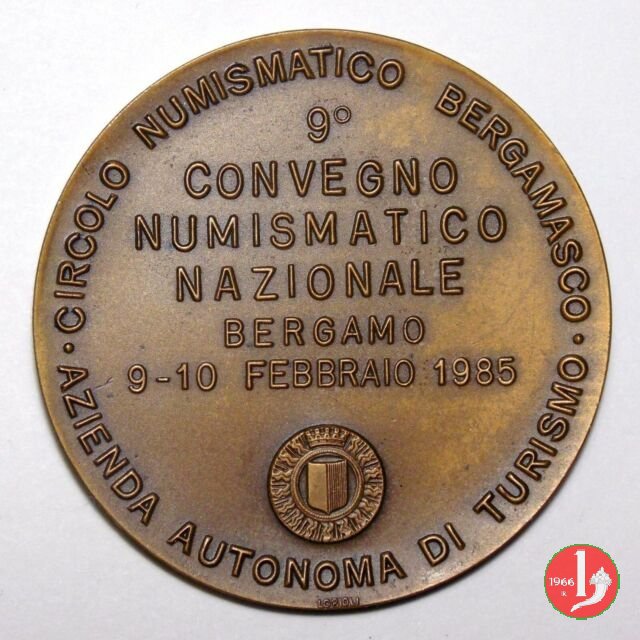 CIRCOLO NUMISMATICO BERGAMASCO
9°
CONVEGNO
NUMISMATICO
NAZIONALE
BERGAMO
9-10 FEBBRAIO 1985
AZIENDA AUTONOMA DI TURISMO
1966